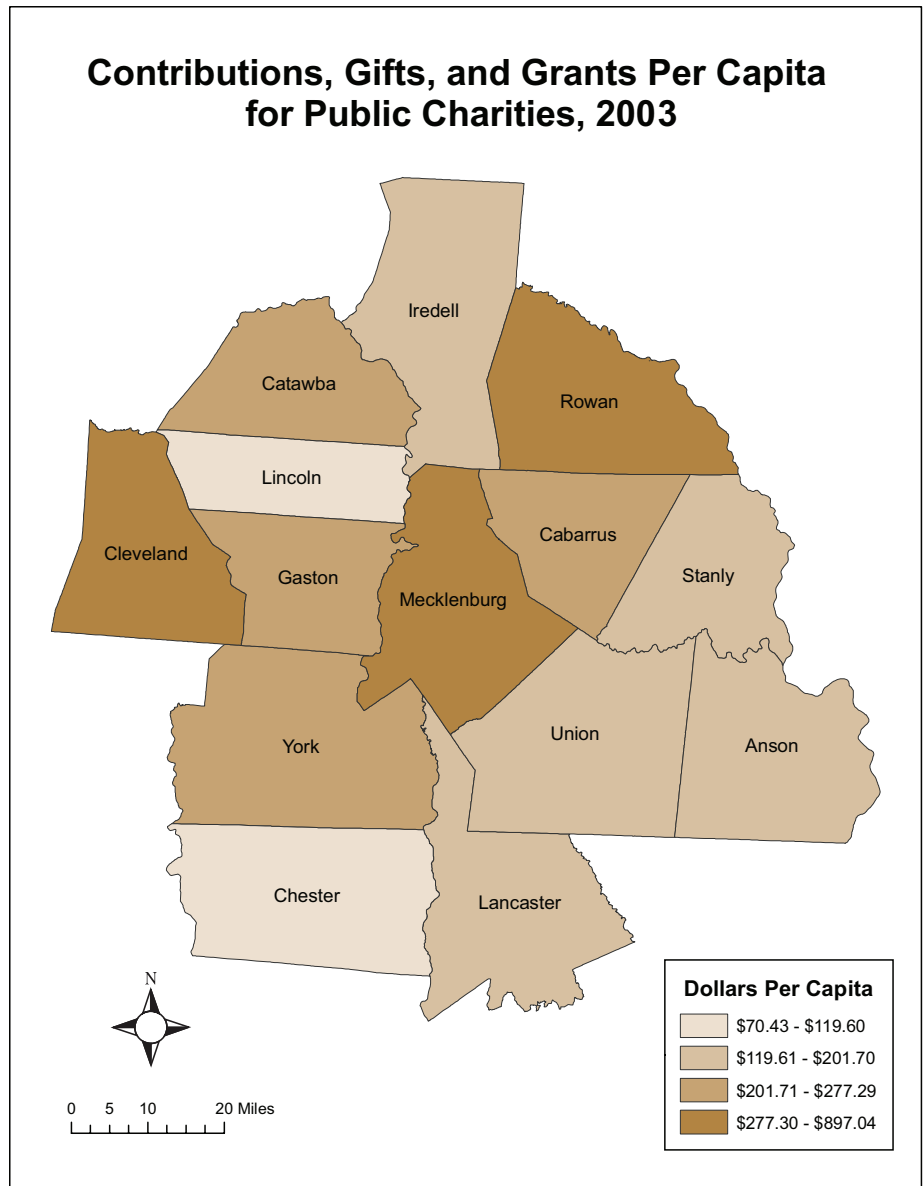 Contributions, Gifts, and Grants Per Capita
for Public Charities, 2003
Iredell
Catawba
Rowan
Lincoln
Cabarrus
Cleveland
Gaston
Stanly
Mecklenburg
Union
York
Anson
Chester
Lancaster
N
0 5 10 20 Miles
Dollars Per Capita
$70.43 - $119.60
$119.61 - $201.70
$201.71 - $277.29
$277.30 - $897.04